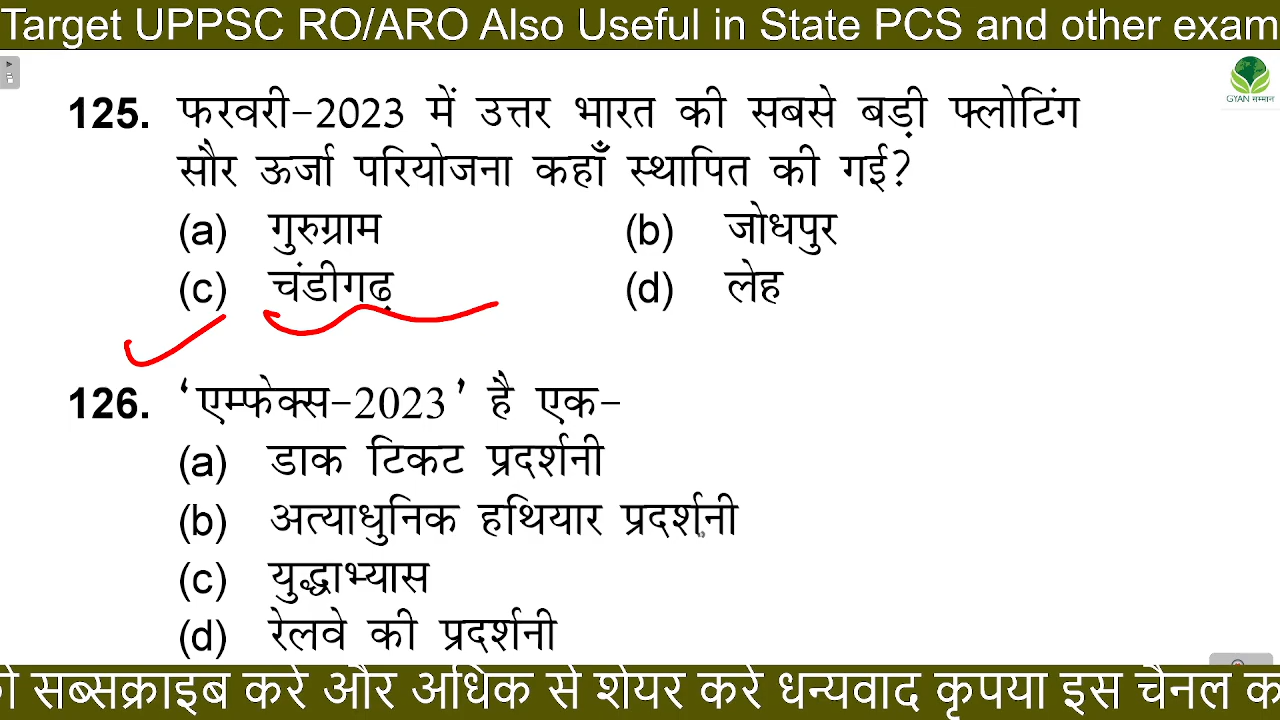 Target UPPSC RO/ARO Also Useful in State PCS and other exam
GYAN सम्मान
125. फरवरी-2023 में उत्तर भारत की सबसे बड़ी फ्लोटिंग
सौर ऊर्जा परियोजना कहाँ स्थापित की गई?
(a) गुरुग्राम (b) जोधपुर
(c) चंडीगढ़ (d) लेह
126. ‘एम्फेक्स-2023’ है एक-
(a) डाक टिकट प्रदर्शनी
(b) अत्याधुनिक हथियार प्रदर्शनी
(c) युद्धाभ्यास
(d) रेलवे की प्रदर्शनी
सब्सक्राइब करे और अधिक से शेयर करे धन्यवाद कृपया इस चैनल क